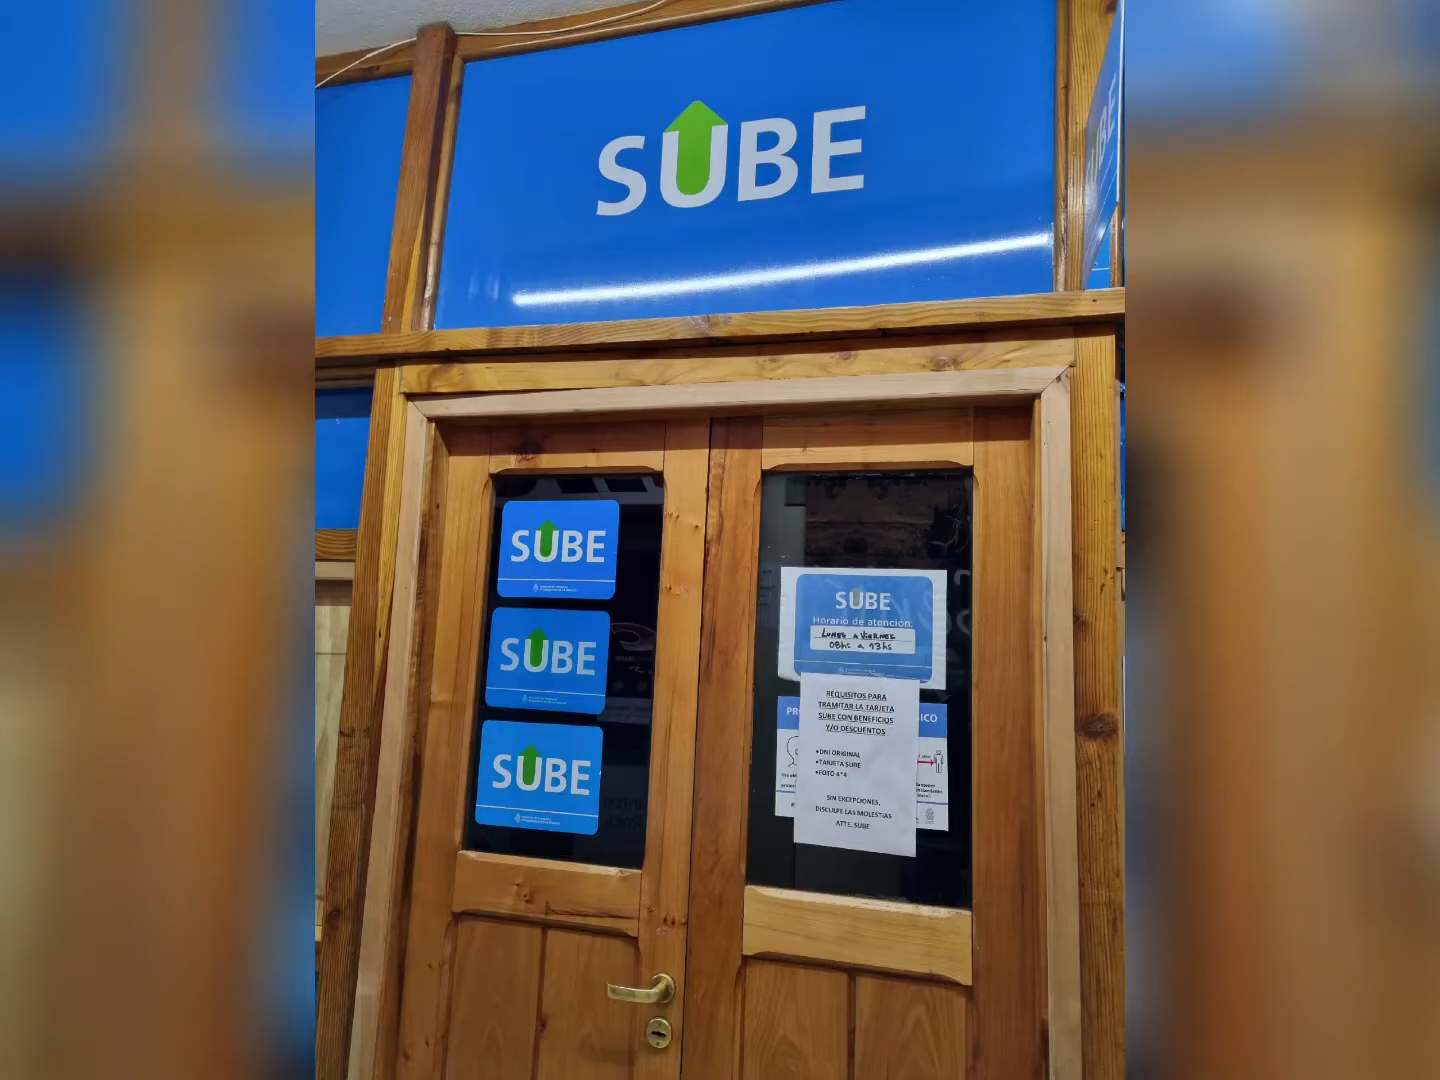 SUBE
SUBE
SUBE
SUBE
SUBE
SUBE
Horario de atención:
LUNES A VIERNES
08hs a 13hs
REQUISITOS PARA
TRAMITAR LA TARJETA
SUBE CON BENEFICIOS
Y/O DESCUENTOS
•DNI ORIGINAL
•TARJETA SUBE
•FOTO 4*4
SIN EXCEPCIONES,
DISCULPE LAS MOLESTIAS
ATTE. SUBE